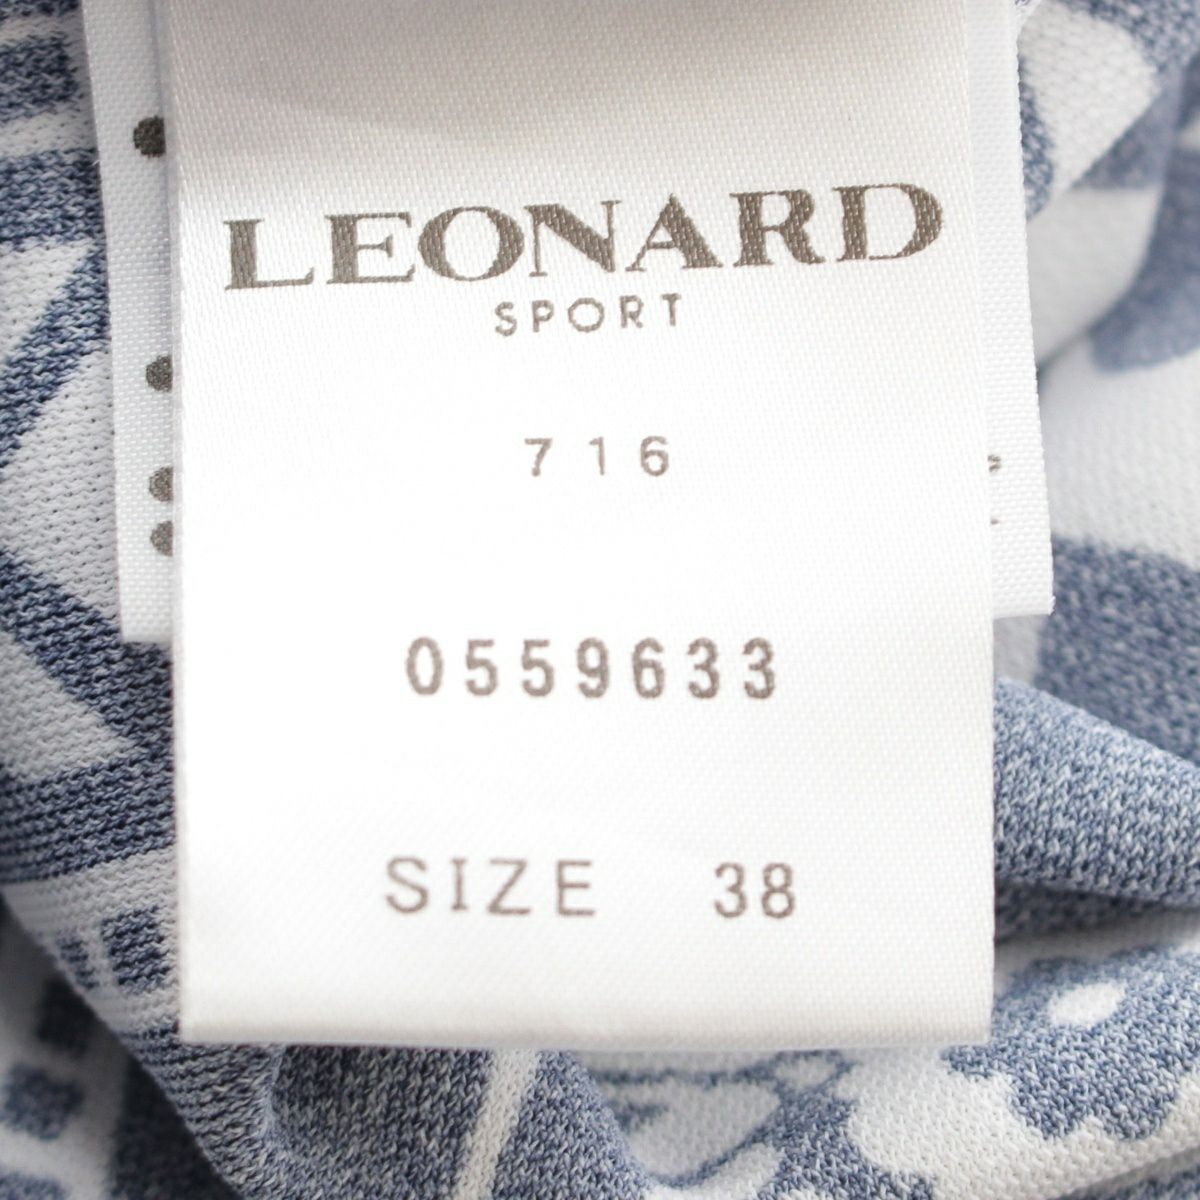 LEONARD
SPORT
716
0559633
SIZE 38